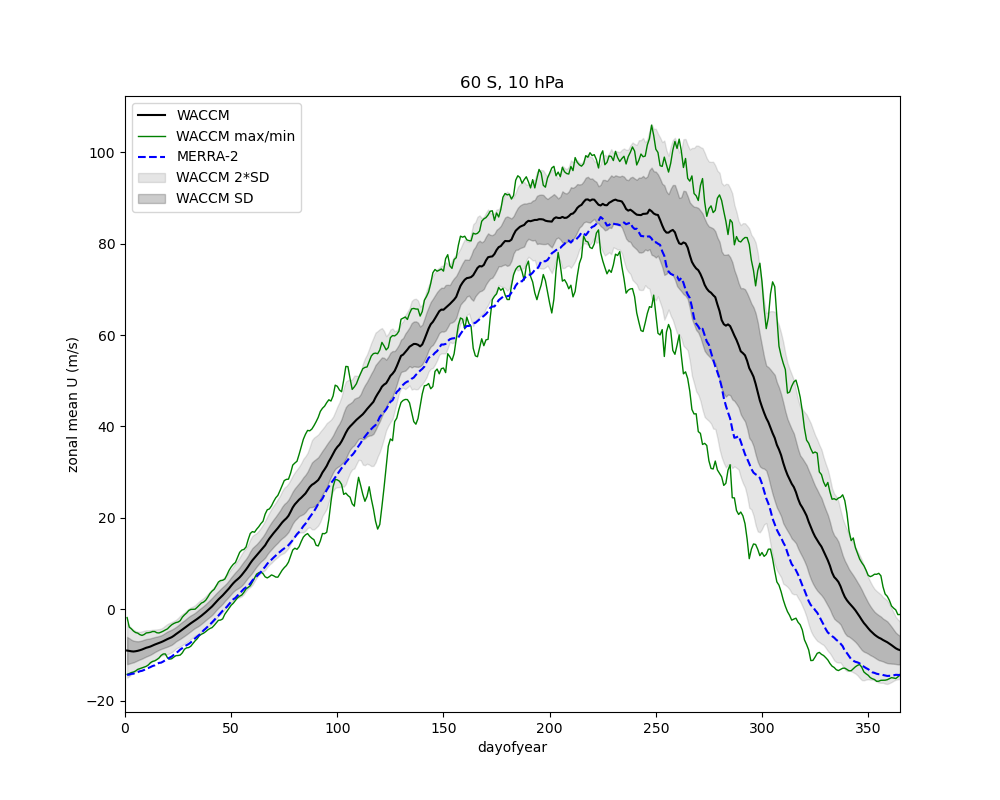 60 S, 10 hPa
WACCM
WACCM max/min
MERRA-2
WACCM 2*SD
WACCM SD
zonal mean U (m/s)
100
80
60
40
20
0
−20
0 50 100 150 200 250 300 350
dayofyear